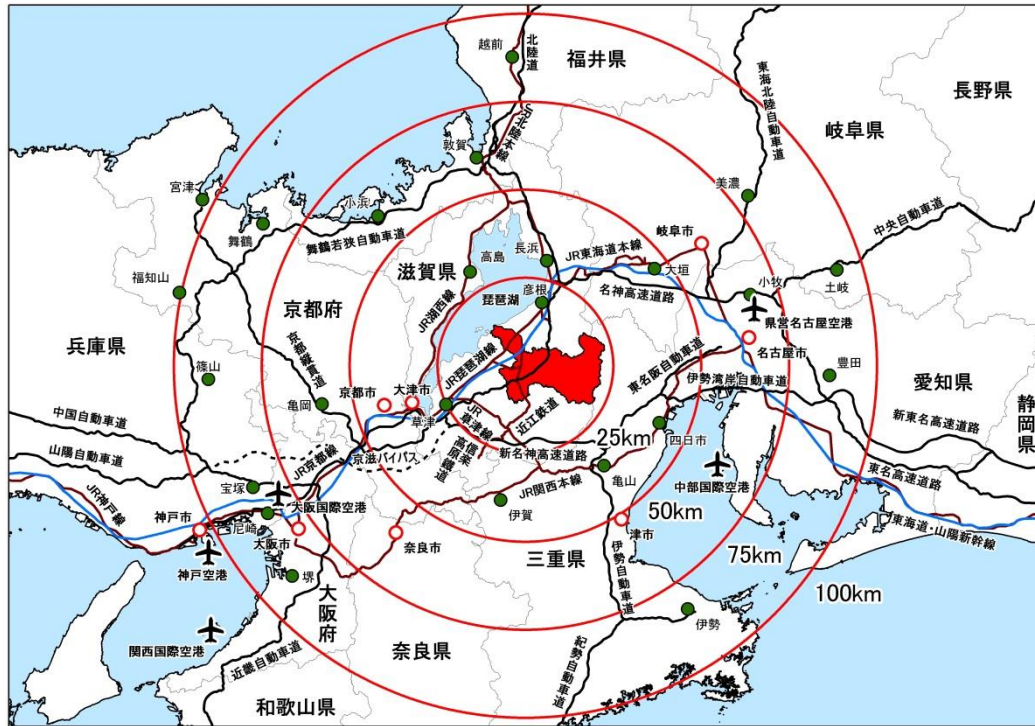 越前
北陸道
福井県
東海北陸自動車道
長野県
岐阜県
JR北陸本線
敦賀
宮津
小浜
舞鶴
舞鶴若狭自動車道
美濃
中央自動車道
岐阜市
長浜
JR東海道本線
高島
滋賀県
大垣
土岐
福知山
小牧
彦根
名神高速道路
琵琶湖
京都府
JR湖西線
県営名古屋空港
兵庫県
京都縦貫道
JR琵琶湖線
東名阪自動車道
名古屋市
篠山
豊田
伊勢湾岸自動車道
愛知県
京都市
大津市
亀岡
草津
JR草津線
近江鉄道
静岡県
新東名高速道路
中国自動車道
25km
四日市
信楽高原鐵道
新名神高速道路
山陽自動車道
JR京都線
京滋バイパス
亀山
東名高速道路
中部国際空港
宝塚
JR神戸線
大阪国際空港
JR関西本線
伊賀
50km
神戸市
尼崎
大阪市
奈良市
津市
東海道・山陽新幹線
三重県
神戸空港
75km
伊勢自動車道
堺
100km
大阪府
伊勢
関西国際空港
奈良県
近畿自動車道
紀勢自動車道
和歌山県